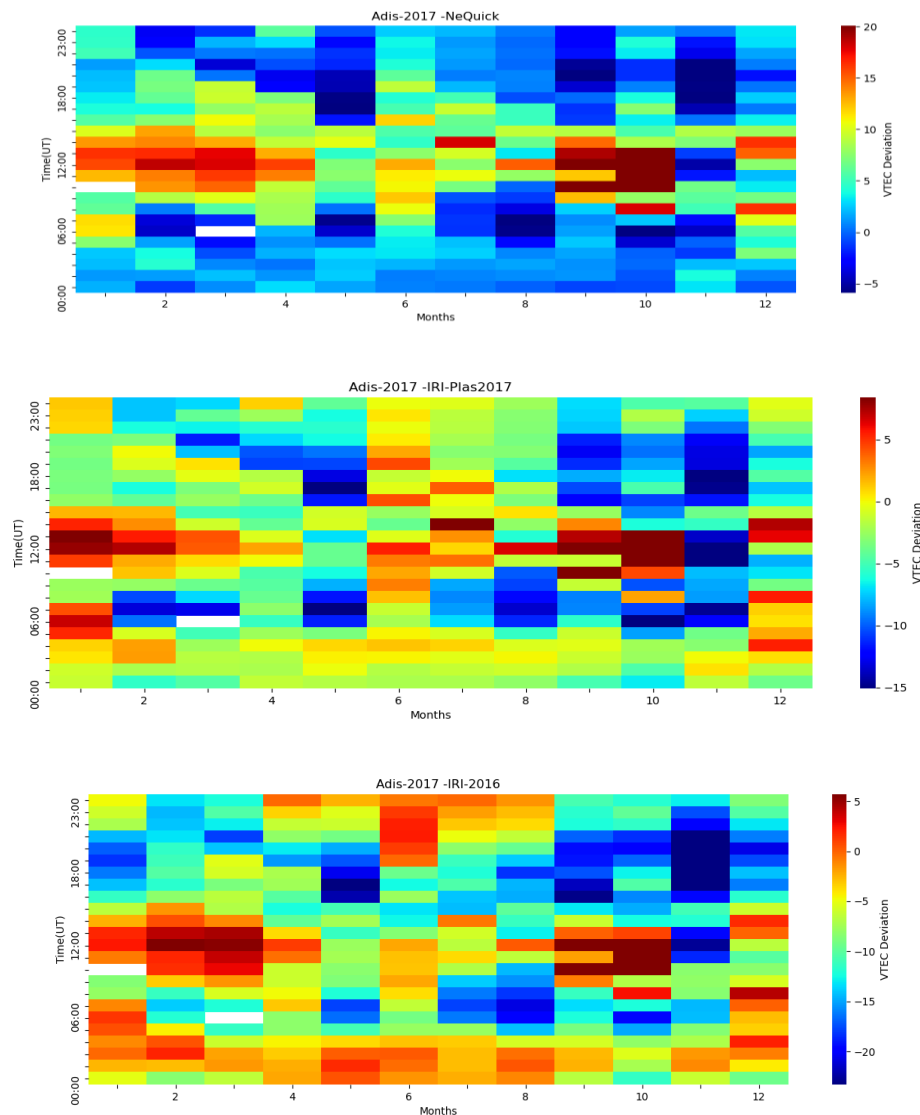 Adis-2017 -NeQuick
Time(UT)
23:00
18:00
12:00
06:00
00:00
2 4 6 8 10 12
Months
20
15
10
5
0
−5
VTEC Deviation
Adis-2017 -IRI-Plas2017
Time(UT)
23:00
18:00
12:00
06:00
00:00
2 4 6 8 10 12
Months
5
0
−5
−10
−15
VTEC Deviation
Adis-2017 -IRI-2016
Time(UT)
23:00
18:00
12:00
06:00
00:00
2 4 6 8 10 12
Months
5
0
−5
−10
−15
−20
VTEC Deviation